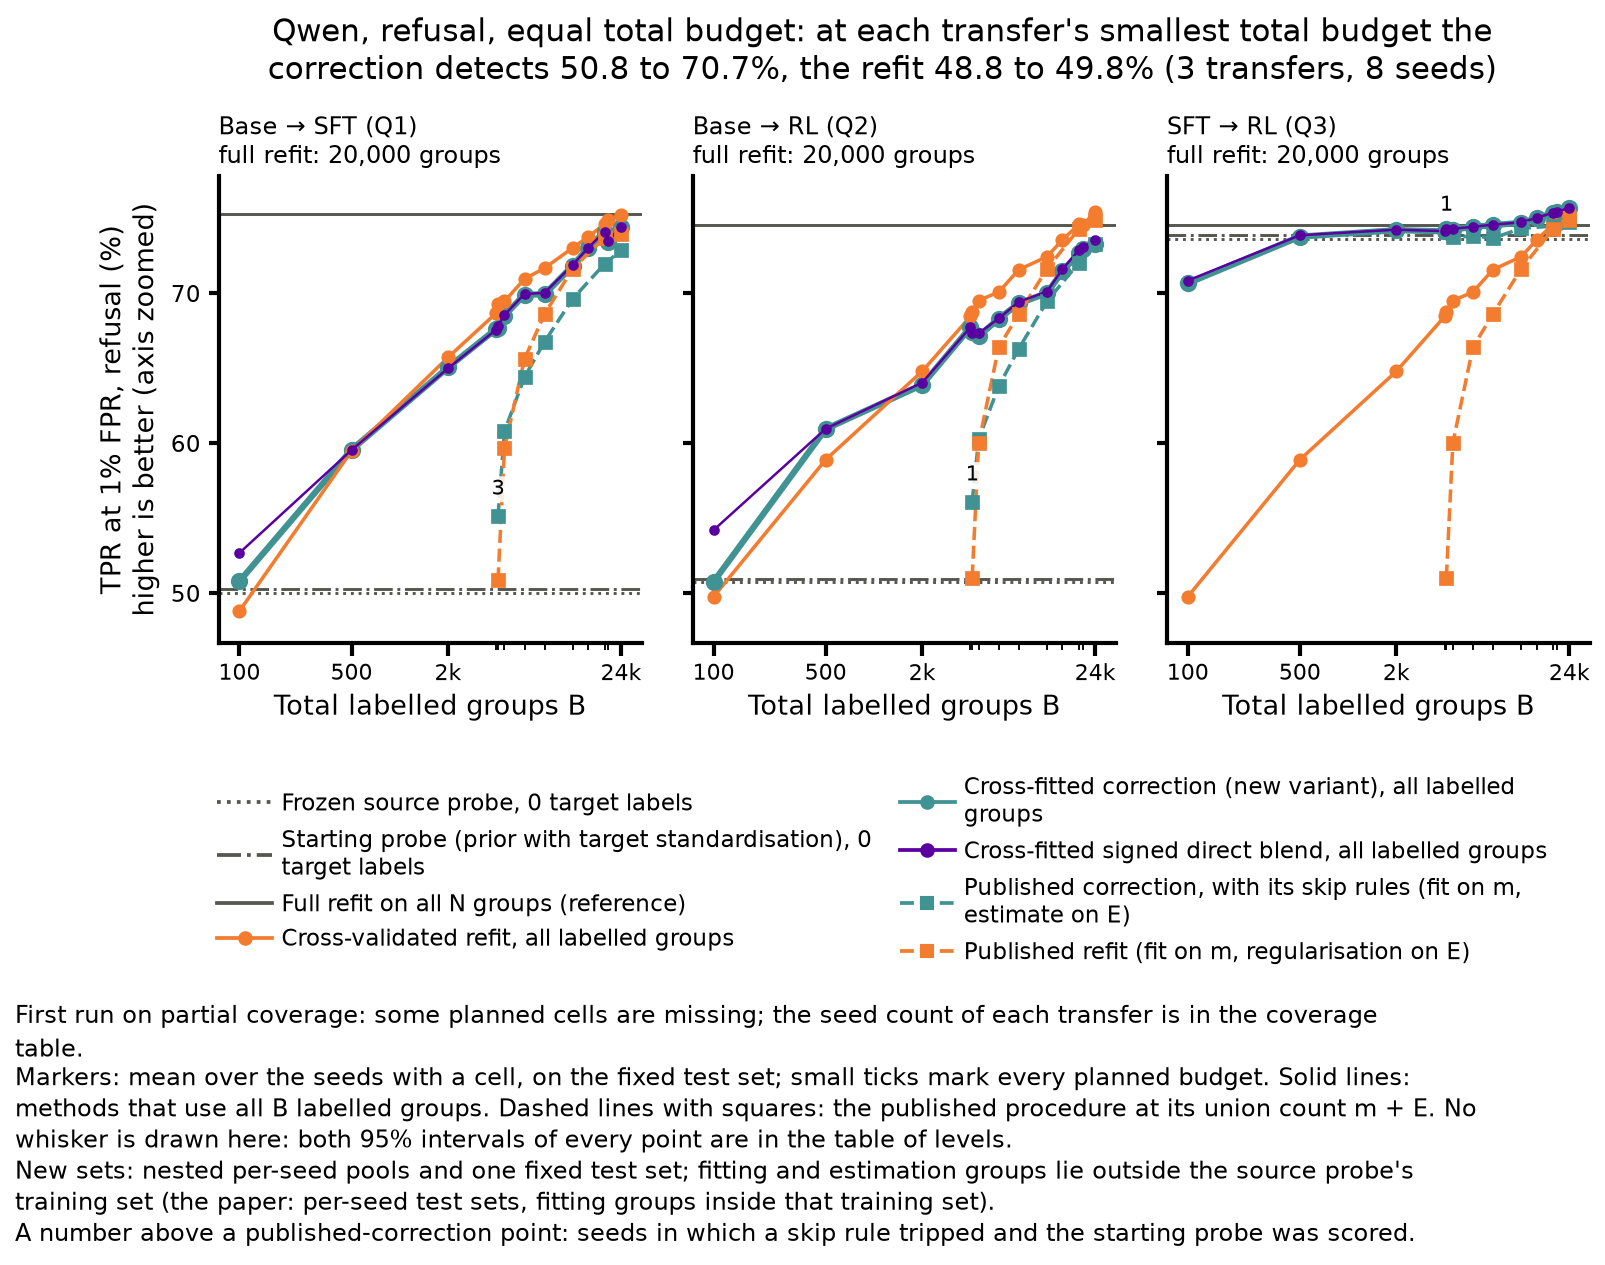 Qwen, refusal, equal total budget: at each transfer's smallest total budget the
correction detects 50.8 to 70.7%, the refit 48.8 to 49.8% (3 transfers, 8 seeds)
Base → SFT (Q1)
full refit: 20,000 groups
Base → RL (Q2)
full refit: 20,000 groups
SFT → RL (Q3)
full refit: 20,000 groups
TPR at 1% FPR, refusal (%)
higher is better (axis zoomed)
70
60
50
3
1
1
100 500 2k 24k
100 500 2k 24k
100 500 2k 24k
Total labelled groups B
Total labelled groups B
Total labelled groups B
Frozen source probe, 0 target labels
Starting probe (prior with target standardisation), 0
target labels
Full refit on all N groups (reference)
Cross-validated refit, all labelled groups
Cross-fitted correction (new variant), all labelled
groups
Cross-fitted signed direct blend, all labelled groups
Published correction, with its skip rules (fit on m,
estimate on E)
Published refit (fit on m, regularisation on E)
First run on partial coverage: some planned cells are missing; the seed count of each transfer is in the coverage
table.
Markers: mean over the seeds with a cell, on the fixed test set; small ticks mark every planned budget. Solid lines:
methods that use all B labelled groups. Dashed lines with squares: the published procedure at its union count m + E. No
whisker is drawn here: both 95% intervals of every point are in the table of levels.
New sets: nested per-seed pools and one fixed test set; fitting and estimation groups lie outside the source probe's
training set (the paper: per-seed test sets, fitting groups inside that training set).
A number above a published-correction point: seeds in which a skip rule tripped and the starting probe was scored.